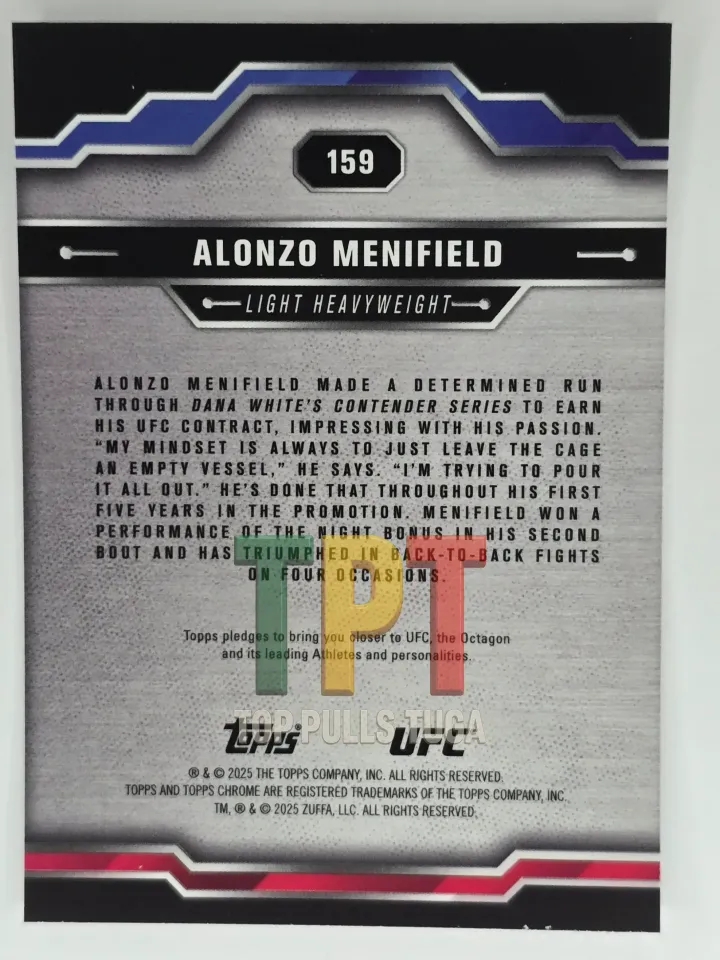 159
ALONZO MENIFIELD
LIGHT HEAVYWEIGHT
ALONZO MENIFIELD MADE A DETERMINED RUN
THROUGH DANA WHITE'S CONTENDER SERIES TO EARN
HIS UFC CONTRACT, IMPRESSING WITH HIS PASSION.
"MY MINDSET IS ALWAYS TO JUST LEAVE THE CAGE
AN EMPTY VESSEL," HE SAYS. "I'M TRYING TO POUR
IT ALL OUT." HE'S DONE THAT THROUGHOUT HIS FIRST
FIVE YEARS IN THE PROMOTION. MENIFIELD WON A
PERFORMANCE OF THE NIGHT BONUS IN HIS SECOND
BOUT AND HAS TRIUMPHED IN BACK-TO-BACK FIGHTS
ON FOUR OCCASIONS.
TPT
Topps pledges to bring you closer to UFC, the Octagon
and its leading Athletes and personalities.
TOP PULLS TUGA
Topps® UFC®
® & © 2025 THE TOPPS COMPANY, INC. ALL RIGHTS RESERVED.
TOPPS AND TOPPS CHROME ARE REGISTERED TRADEMARKS OF THE TOPPS COMPANY, INC.
TM, ® & © 2025 ZUFFA, LLC. ALL RIGHTS RESERVED.